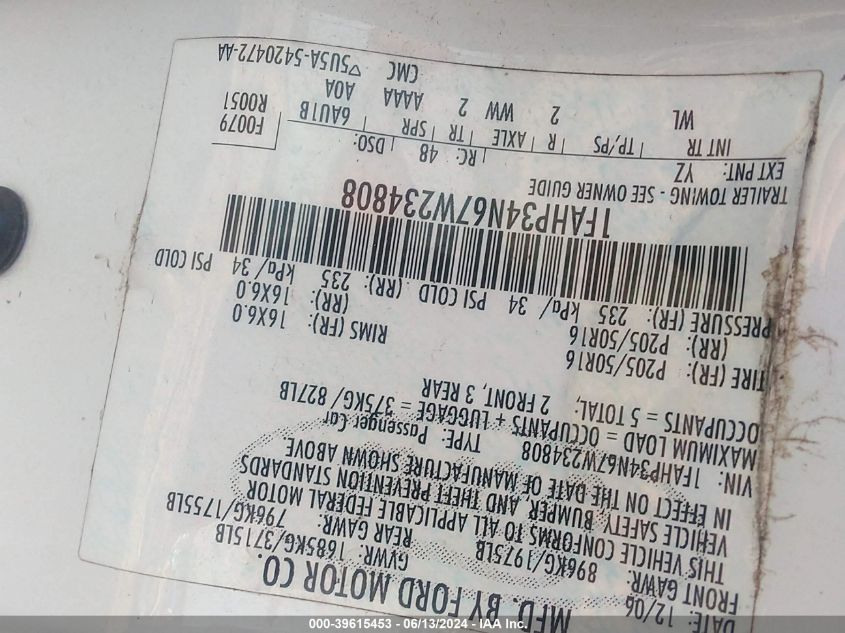 MFD. BY FORD MOTOR CO.
DATE: 12/06
GVWR: 1685KG/3715LB
FRONT GAWR: 896KG/1975LB
REAR GAWR: 796KG/1755LB
THIS VEHICLE CONFORMS TO ALL APPLICABLE FEDERAL MOTOR
VEHICLE SAFETY, BUMPER, AND THEFT PREVENTION STANDARDS
IN EFFECT ON THE DATE OF MANUFACTURE SHOWN ABOVE.
VIN: 1FAHP34N67W234808 TYPE: Passenger Car
MAXIMUM LOAD = OCCUPANTS + LUGGAGE = 375KG/ 827LB
OCCUPANTS = 5 TOTAL, 2 FRONT, 3 REAR
TIRE (FR): P205/50R16 RIMS (FR): 16X6.0
(RR): P205/50R16 (RR): 16X6.0
PRESSURE (FR): 235 kPa/ 34 PSI COLD (RR): 235 kPa/ 34 PSI COLD
1FAHP34N67W234808
TRAILER TOWING - SEE OWNER GUIDE
EXT PNT: YZ RC: 48 DSO: F0079
INT TR TP/PS R AXLE TR SPR 6AU1B R0051
WL 2 WW 2 AAAA A0A
CMC ▽5U5A-5420472-AA
000-39615453 - 06/13/2024 - IAA Inc.